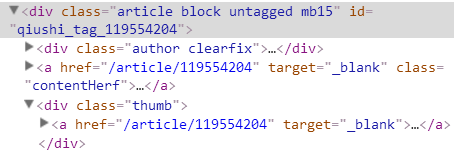 ▼<div class="article block untagged mb15" id=
"qiushi_tag_119554204">
▶<div class="author clearfix">…</div>
▶<a href="/article/119554204" target="_blank" class=
"contentHerf">…</a>
▼<div class="thumb">
▶<a href="/article/119554204" target="_blank">…</a>
</div>